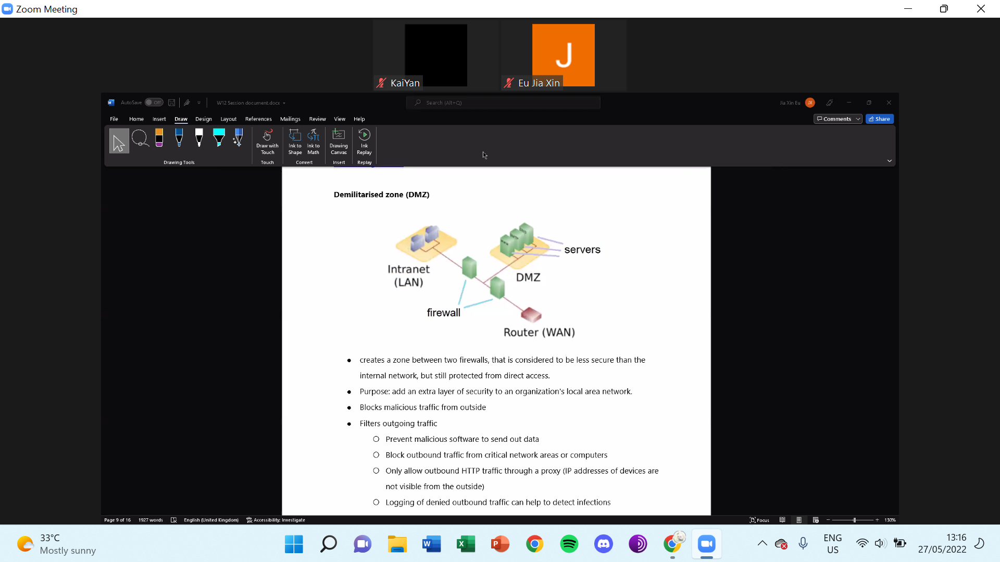 Zoom Meeting
J
KaiYan
Eu Jia Xin
AutoSave Off
W12 Session document.docx
Search (Alt+Q)
Jia Xin Eu JX
File Home Insert Draw Design Layout References Mailings Review View Help
Comments Share
Draw with Touch
Ink to Shape
Ink to Math
Drawing Canvas
Ink Replay
Drawing Tools Touch Convert Insert Replay
Demilitarised zone (DMZ)
servers
Intranet
(LAN)
DMZ
firewall
Router (WAN)
● creates a zone between two firewalls, that is considered to be less secure than the
internal network, but still protected from direct access.
● Purpose: add an extra layer of security to an organization's local area network.
● Blocks malicious traffic from outside
● Filters outgoing traffic
○ Prevent malicious software to send out data
○ Block outbound traffic from critical network areas or computers
○ Only allow outbound HTTP traffic through a proxy (IP addresses of devices are
not visible from the outside)
○ Logging of denied outbound traffic can help to detect infections
Page 9 of 16 1927 words English (United Kingdom) Accessibility: Investigate
Focus 130%
33°C
Mostly sunny
ENG
US
13:16
27/05/2022